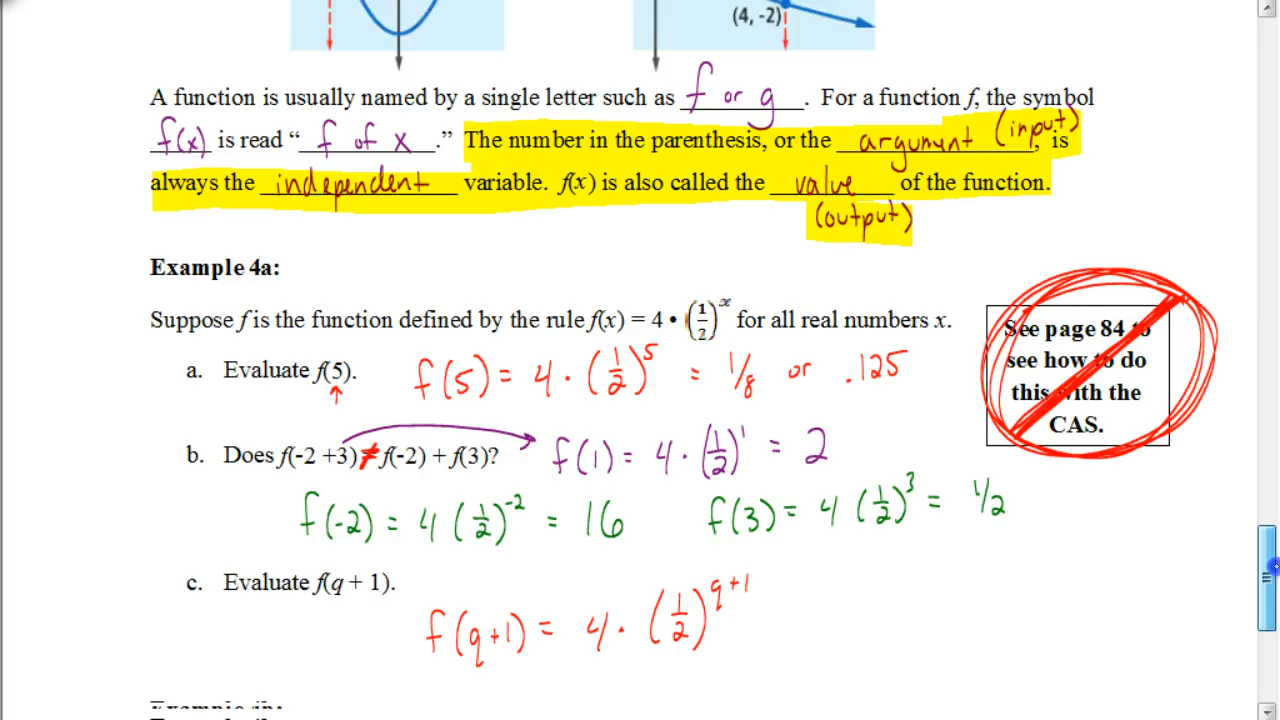 (4, -2)
A function is usually named by a single letter such as f or g. For a function f, the symbol
f(x) is read “f of x.” The number in the parenthesis, or the argument (input), is
always the independent variable. f(x) is also called the value of the function.
(output)
Example 4a:
Suppose f is the function defined by the rule f(x) = 4 • (1/2)^x for all real numbers x.
See page 84 to
see how to do
this with the
CAS.
a. Evaluate f(5). f(5) = 4 · (1/2)^5 = 1/8 or .125
b. Does f(-2 +3) ≠ f(-2) + f(3)? f(1) = 4 · (1/2)^1 = 2
f(-2) = 4 (1/2)^-2 = 16 f(3) = 4 (1/2)^3 = 1/2
c. Evaluate f(q + 1).
f(q+1) = 4 · (1/2)^q+1